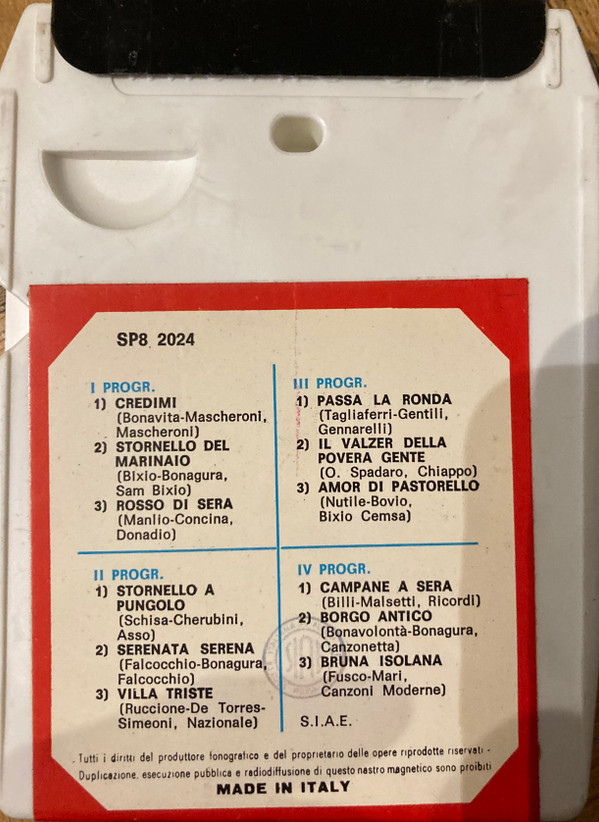 SP8 2024
I PROGR.
1) CREDIMI
(Bonavita-Mascheroni,
Mascheroni)
2) STORNELLO DEL
MARINAIO
(Bixio-Bonagura,
Sam Bixio)
3) ROSSO DI SERA
(Manlio-Concina,
Donadio)
II PROGR.
1) STORNELLO A
PUNGOLO
(Schisa-Cherubini,
Asso)
2) SERENATA SERENA
(Falcocchio-Bonagura,
Falcocchio)
3) VILLA TRISTE
(Ruccione-De Torres-
Simeoni, Nazionale)
III PROGR.
1) PASSA LA RONDA
(Tagliaferri-Gentili,
Gennarelli)
2) IL VALZER DELLA
POVERA GENTE
(O. Spadaro, Chiappo)
3) AMOR DI PASTORELLO
(Nutile-Bovio,
Bixio Cemsa)
IV PROGR.
1) CAMPANE A SERA
(Billi-Malsetti, Ricordi)
2) BORGO ANTICO
(Bonavolontà-Bonagura,
Canzonetta)
3) BRUNA ISOLANA
(Fusco-Mari,
Canzoni Moderne)
SIAE
S.I.A.E.
. Tutti i diritti del produttore fonografico e del proprietario delle opere riprodotte riservati -
Duplicazione, esecuzione pubblica e radiodiffusione di questo nastro magnetico sono proibiti
MADE IN ITALY